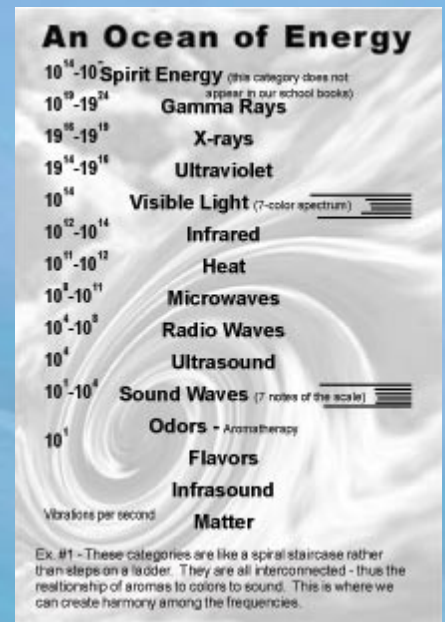 An Ocean of Energy
10¹⁴-10⁻ Spirit Energy (this category does not
appear in our school books)
10¹⁹-19²⁴ Gamma Rays
19¹⁶-19¹⁹ X-rays
19¹⁴-19¹⁶ Ultraviolet
10¹⁴ Visible Light (7-color spectrum)
10¹²-10¹⁴ Infrared
10¹¹-10¹² Heat
10⁸-10¹¹ Microwaves
10⁴-10⁸ Radio Waves
10⁴ Ultrasound
10¹-10⁴ Sound Waves (7 notes of the scale)
10¹ Odors - Aromatherapy
Flavors
Infrasound
Vibrations per second Matter
Ex. #1 - These categories are like a spiral staircase rather
than steps on a ladder. They are all interconnected - thus the
realtionship of aromas to colors to sound. This is where we
can create harmony among the frequencies.